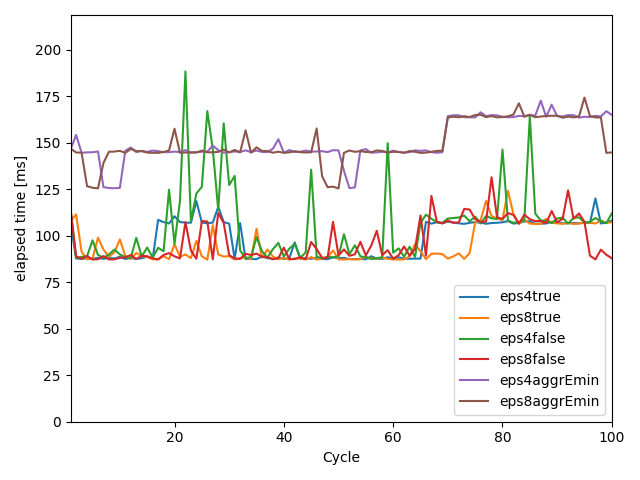 elapsed time [ms]
200
175
150
125
100
75
50
25
0
20
40
60
80
100
Cycle
eps4true
eps8true
eps4false
eps8false
eps4aggrEmin
eps8aggrEmin